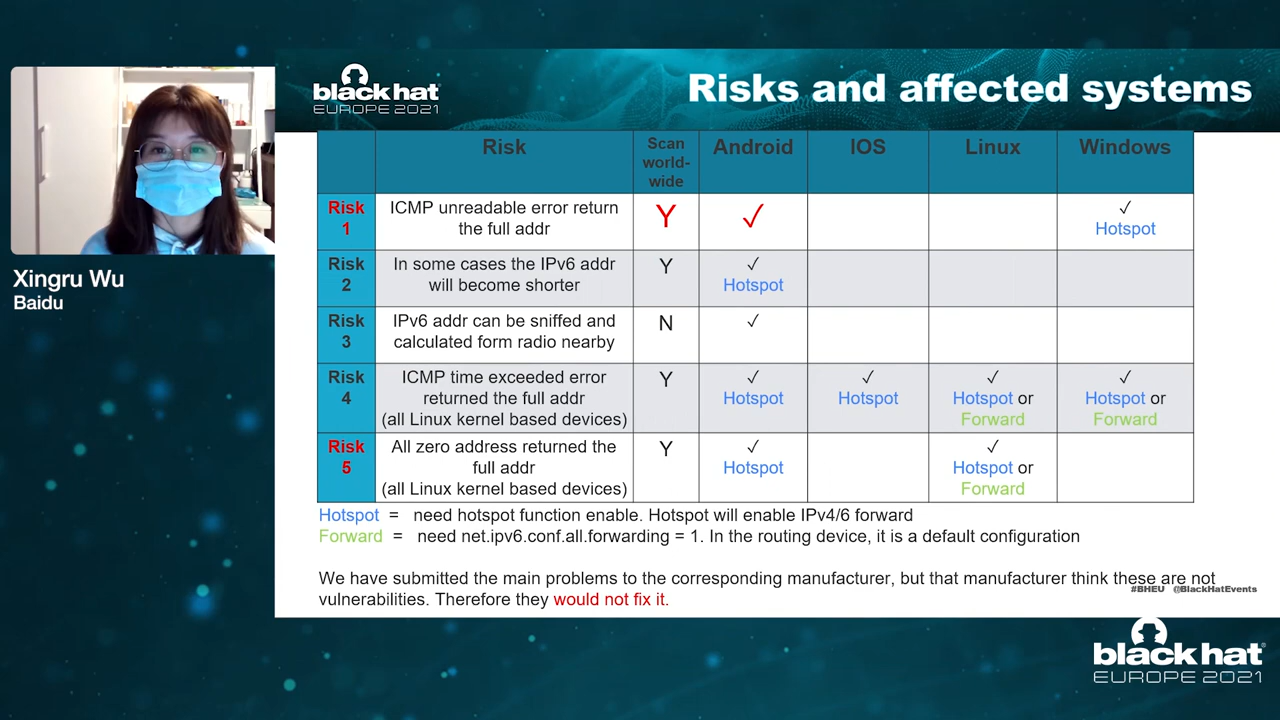 black hat
EUROPE 2021
Risks and affected systems
Xingru Wu
Baidu
Risk
Scan
world-
wide
Android
IOS
Linux
Windows
Risk
1
ICMP unreadable error return
the full addr
Y
✓
✓
Hotspot
Risk
2
In some cases the IPv6 addr
will become shorter
Y
✓
Hotspot
Risk
3
IPv6 addr can be sniffed and
calculated form radio nearby
N
✓
Risk
4
ICMP time exceeded error
returned the full addr
(all Linux kernel based devices)
Y
✓
Hotspot
✓
Hotspot
✓
Hotspot or
Forward
✓
Hotspot or
Forward
Risk
5
All zero address returned the
full addr
(all Linux kernel based devices)
Y
✓
Hotspot
✓
Hotspot or
Forward
Hotspot = need hotspot function enable. Hotspot will enable IPv4/6 forward
Forward = need net.ipv6.conf.all.forwarding = 1. In the routing device, it is a default configuration
We have submitted the main problems to the corresponding manufacturer, but that manufacturer think these are not
vulnerabilities. Therefore they would not fix it.
#BHEU @BlackHatEvents
black hat
EUROPE 2021